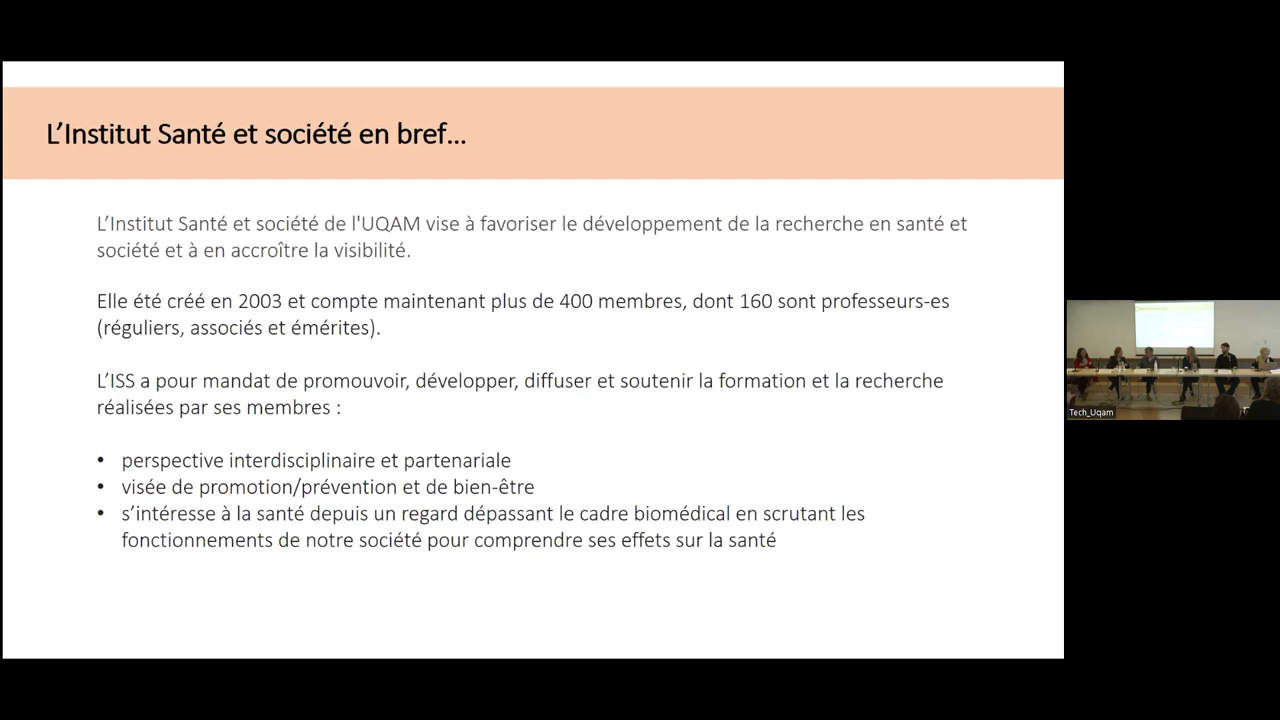 L’Institut Santé et société en bref...
L’Institut Santé et société de l'UQAM vise à favoriser le développement de la recherche en santé et
société et à en accroître la visibilité.
Elle été créé en 2003 et compte maintenant plus de 400 membres, dont 160 sont professeurs-es
(réguliers, associés et émérites).
L’ISS a pour mandat de promouvoir, développer, diffuser et soutenir la formation et la recherche
réalisées par ses membres :
• perspective interdisciplinaire et partenariale
• visée de promotion/prévention et de bien-être
• s’intéresse à la santé depuis un regard dépassant le cadre biomédical en scrutant les
fonctionnements de notre société pour comprendre ses effets sur la santé
Tech_Uqam